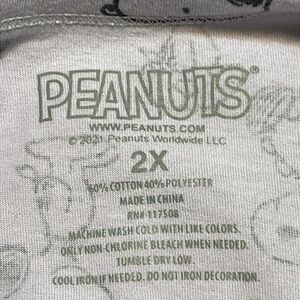 PEANUTS®
WWW.PEANUTS.COM
©2021 Peanuts Worldwide LLC
2X
60% COTTON 40% POLYESTER
MADE IN CHINA
RN# 117508
MACHINE WASH COLD WITH LIKE COLORS.
ONLY NON-CHLORINE BLEACH WHEN NEEDED.
TUMBLE DRY LOW.
COOL IRON IF NEEDED. DO NOT IRON DECORATION.